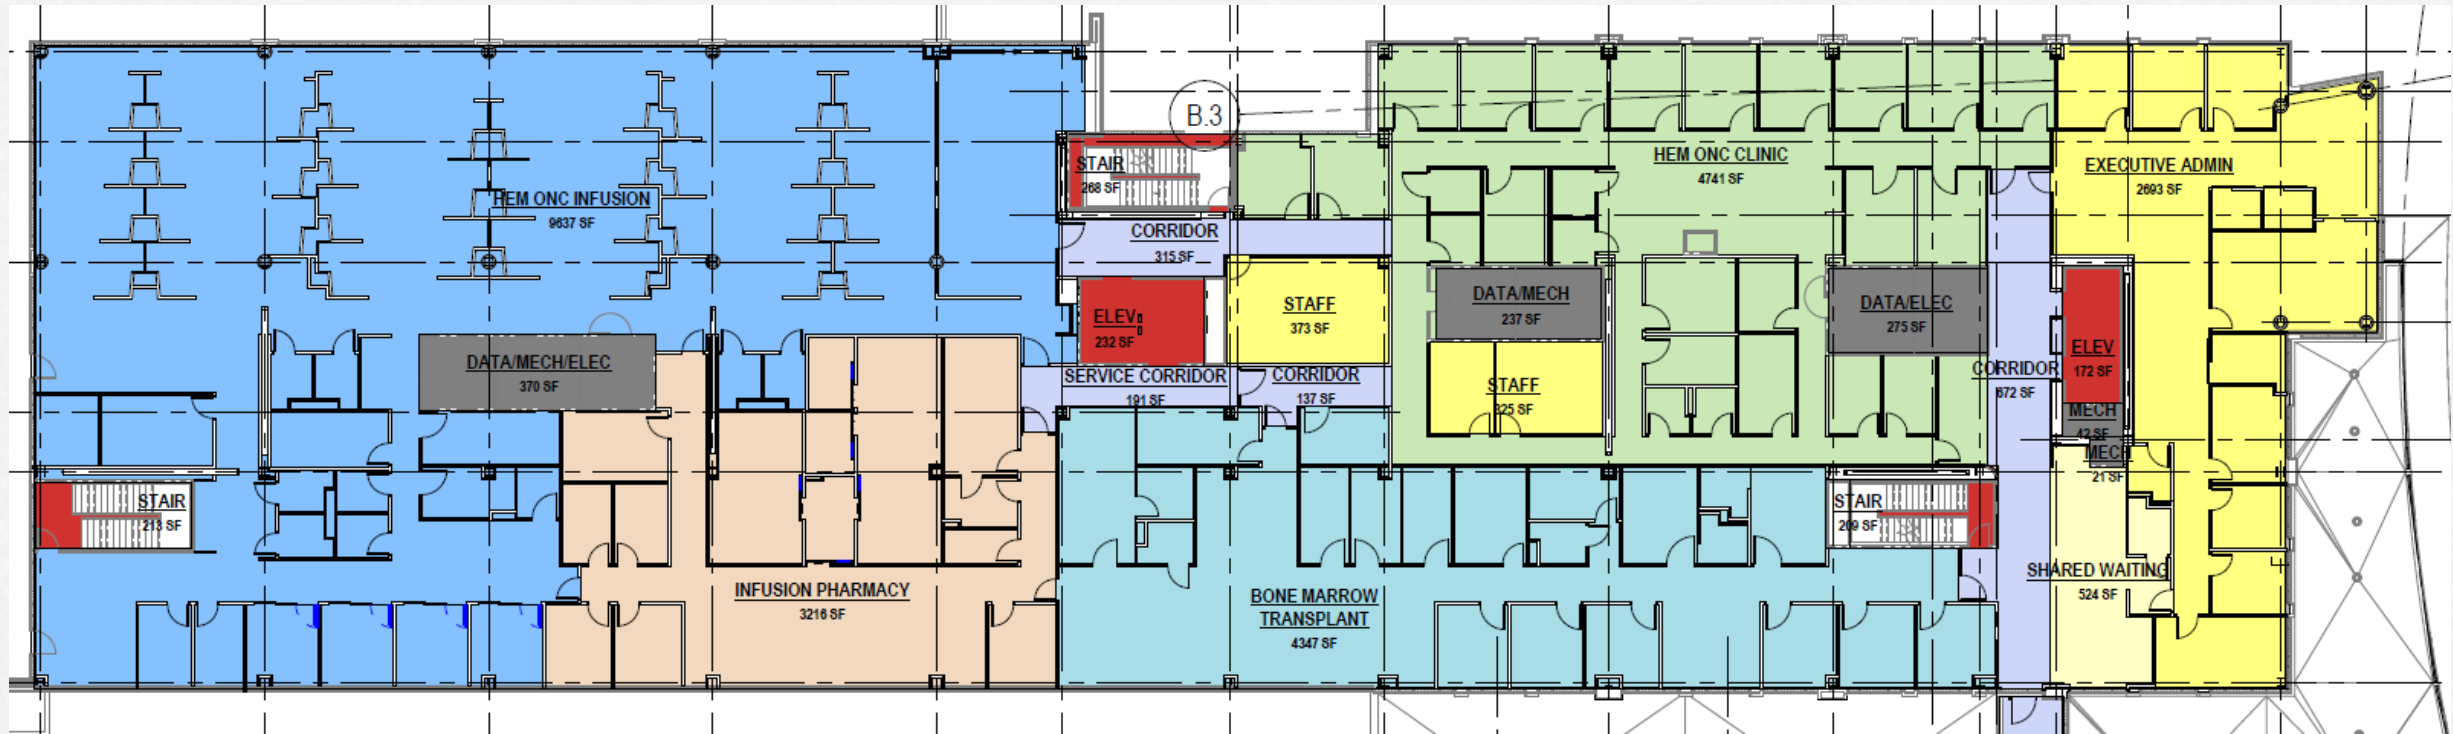 B.3
STAIR
268 SF
HEM ONC CLINIC
4741 SF
EXECUTIVE ADMIN
2693 SF
HEM ONC INFUSION
9637 SF
CORRIDOR
315 SF
STAFF
373 SF
DATA/MECH
237 SF
DATA/ELEC
275 SF
ELEV
232 SF
ELEV
172 SF
DATA/MECH/ELEC
370 SF
SERVICE CORRIDOR
191 SF
CORRIDOR
137 SF
STAFF
325 SF
CORRIDOR
672 SF
MECH
42 SF
MECH
21 SF
STAIR
213 SF
STAIR
209 SF
INFUSION PHARMACY
3216 SF
BONE MARROW
TRANSPLANT
4347 SF
SHARED WAITING
524 SF